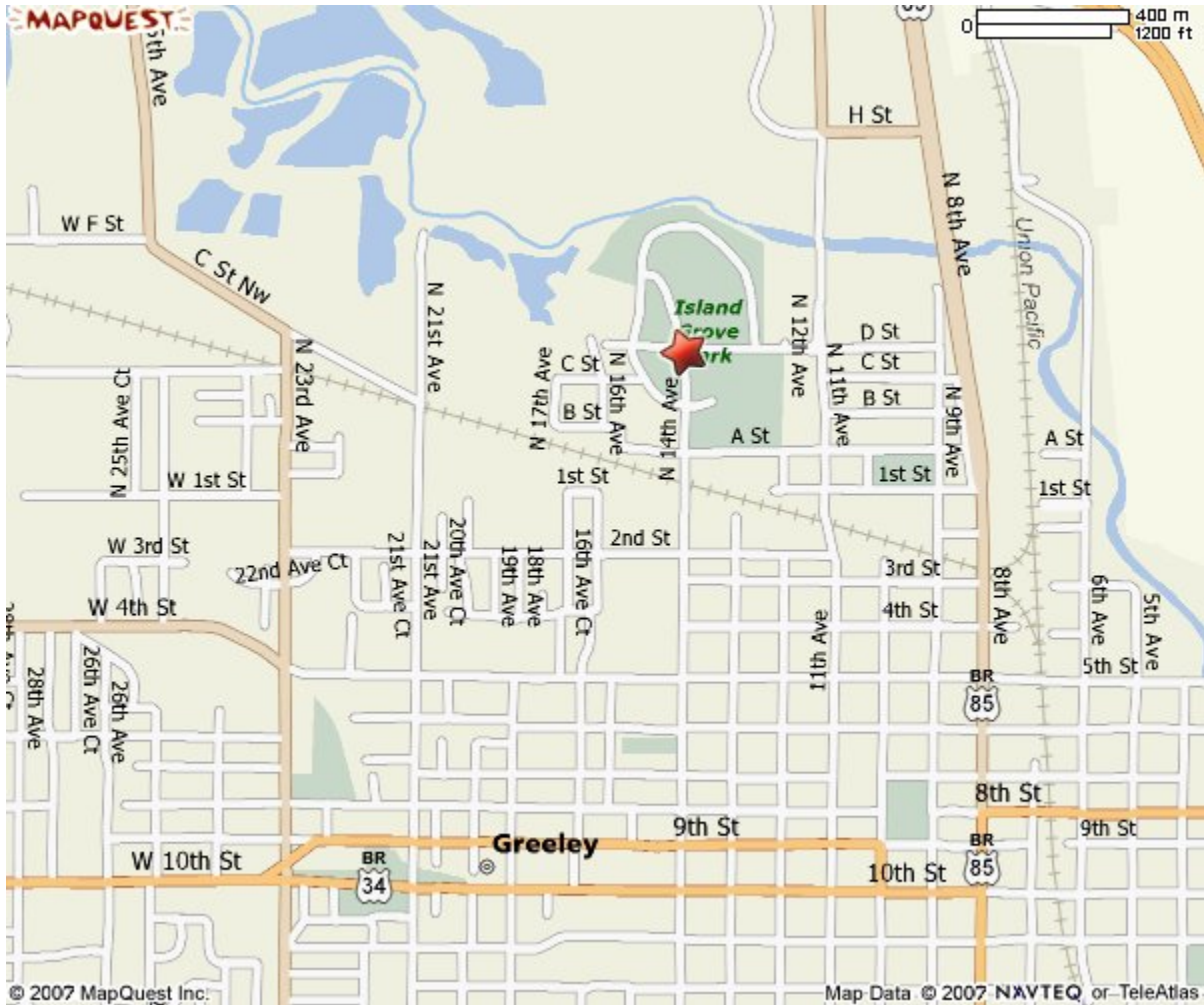 MAPQUEST
400 m
0
1200 ft
5th Ave
H St
N 8th Ave
W F St
C St Nw
Union Pacific
N 21st Ave
Island
Grove
Park
N 12th Ave
D St
C St
C St
N 23rd Ave
N 17th Ave
N 16th Ave
N 14th Ave
N 11th Ave
N 9th Ave
B St
B St
N 25th Ave Ct
A St
A St
W 1st St
1st St
1st St
1st St
W 3rd St
22nd Ave Ct
21st Ave Ct
21st Ave
20th Ave Ct
19th Ave
18th Ave
16th Ave Ct
2nd St
3rd St
8th Ave
6th Ave
5th Ave
W 4th St
4th St
11th Ave
28th Ave
26th Ave Ct
26th Ave
5th St
BR
85
8th St
9th St
9th St
Greeley
W 10th St
BR
34
BR
85
10th St
© 2007 MapQuest Inc.
Map Data © 2007 NAVTEQ or TeleAtlas